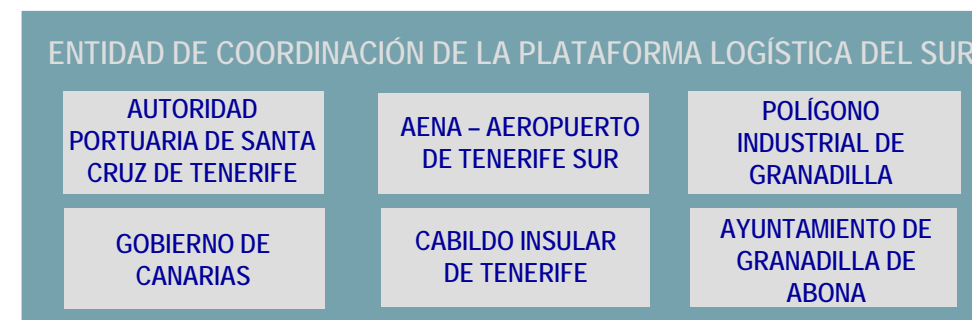 ENTIDAD DE COORDINACIÓN DE LA PLATAFORMA LOGÍSTICA DEL SUR
AUTORIDAD
PORTUARIA DE SANTA
CRUZ DE TENERIFE
AENA – AEROPUERTO
DE TENERIFE SUR
POLÍGONO
INDUSTRIAL DE
GRANADILLA
GOBIERNO DE
CANARIAS
CABILDO INSULAR
DE TENERIFE
AYUNTAMIENTO DE
GRANADILLA DE
ABONA